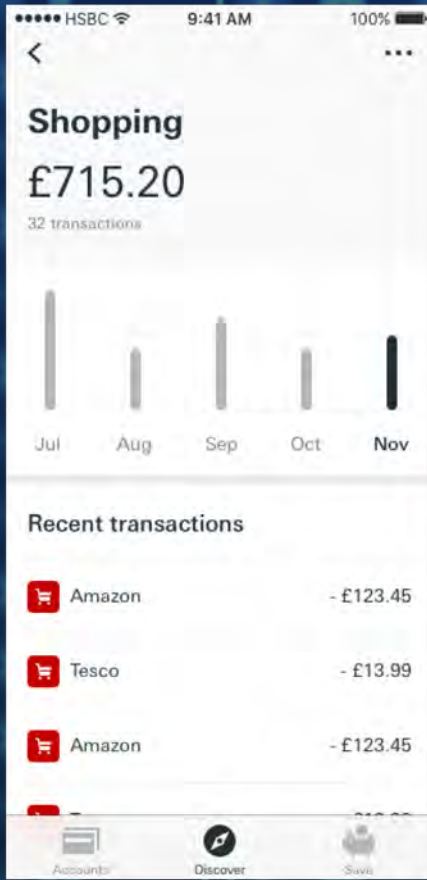 HSBC 9:41 AM 100%
Shopping
£715.20
32 transactions
Jul Aug Sep Oct Nov
Recent transactions
Amazon - £123.45
Tesco - £13.99
Amazon - £123.45
Accounts Discover Save